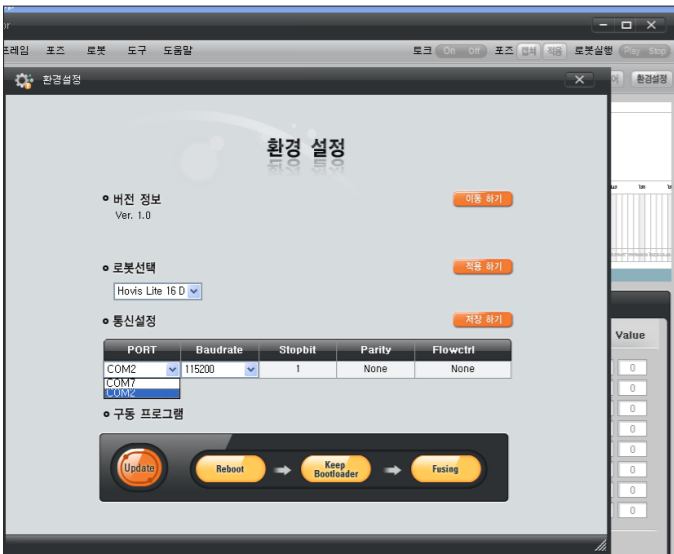 프레임 포즈 로봇 도구 도움말 토크 On Off 포즈 캡쳐 적용 로봇실행 Play Stop
환경설정 어 환경설정
환경 설정
버전 정보 이동 하기
Ver. 1.0
로봇선택 적용 하기
Hovis Lite 16 D
통신설정 저장 하기
Value
PORT Baudrate Stopbit Parity Flowctrl
COM2 115200 1 None None
0
COM7
COM2
0
구동 프로그램
0
0
0
Update Reboot Keep Bootloader Fusing
0
0
0